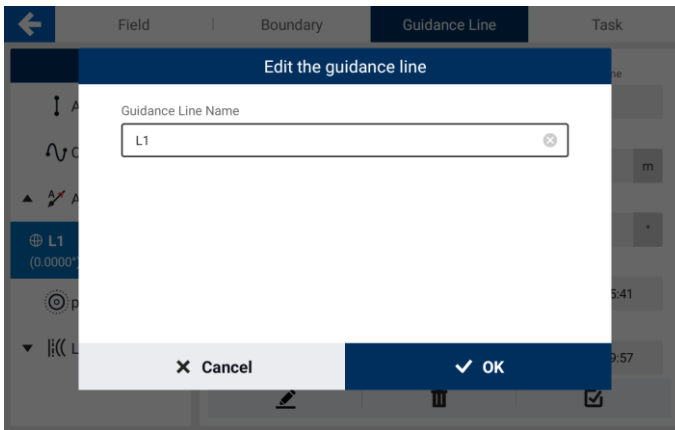 Field
Boundary
Guidance Line
Task
Edit the guidance line
Guidance Line Name
L1
m
L1
°
(0.0000°)
5:41
9:57
Cancel
OK